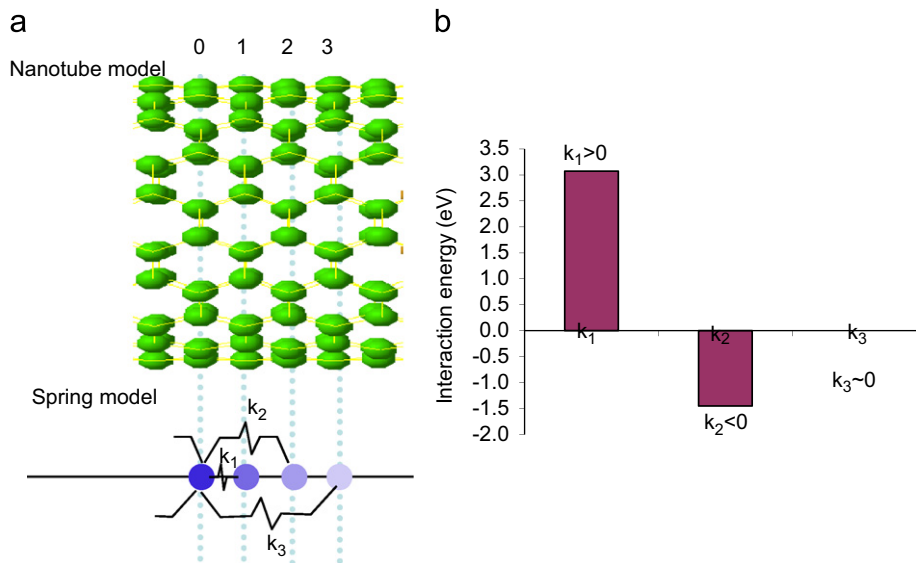 a
0 1 2 3
Nanotube model
Spring model
k2
k1
k3
b
Interaction energy (eV)
3.5
3.0
2.5
2.0
1.5
1.0
0.5
0.0
-0.5
-1.0
-1.5
-2.0
k1>0
k1 k2 k3
k3~0
k2<0